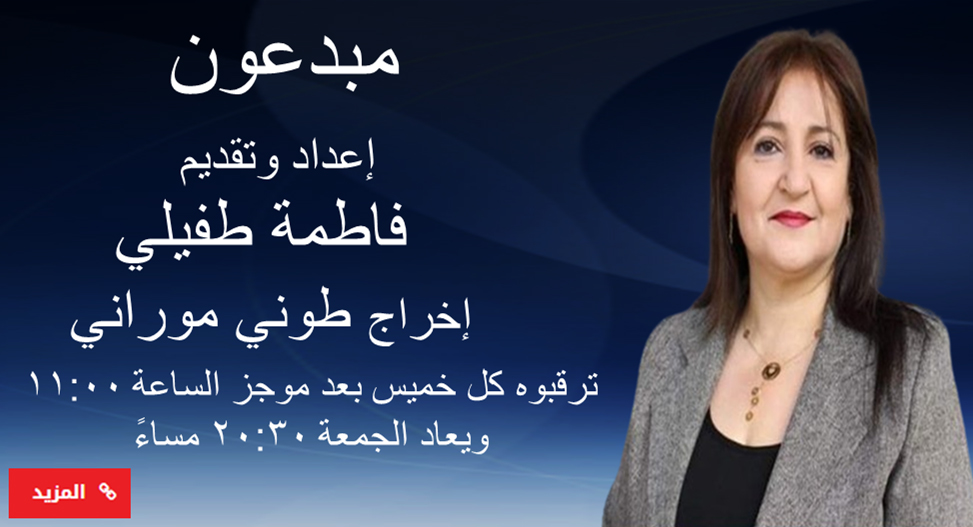 مبدعون
إعداد وتقديم
فاطمة طفيلي
إخراج طوني موراني
ترقبوه كل خميس بعد موجز الساعة ١١:٠٠
ويعاد الجمعة ٢٠:٣٠ مساءً
المزيد